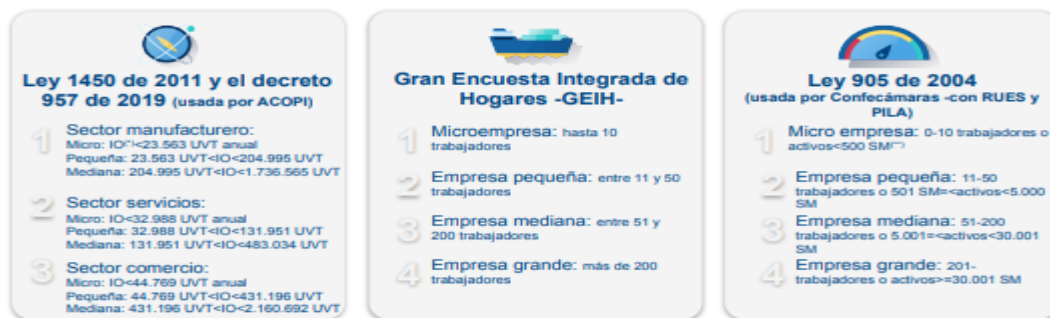 Ley 1450 de 2011 y el decreto
957 de 2019 (usada por ACOPI)
1
Sector manufacturero:
Micro: IO(*)<23.563 UVT anual
Pequeña: 23.563 UVT<IO<204.995 UVT
Mediana: 204.995 UVT<IO<1.736.565 UVT
2
Sector servicios:
Micro: IO<32.988 UVT anual
Pequeña: 32.988 UVT<IO<131.951 UVT
Mediana: 131.951 UVT<IO<483.034 UVT
3
Sector comercio:
Micro: IO<44.769 UVT anual
Pequeña: 44.769 UVT<IO<431.196 UVT
Mediana: 431.196 UVT<IO<2.160.692 UVT
Gran Encuesta Integrada de
Hogares -GEIH-
1
Microempresa: hasta 10
trabajadores
2
Empresa pequeña: entre 11 y 50
trabajadores
3
Empresa mediana: entre 51 y
200 trabajadores
4
Empresa grande: más de 200
trabajadores
Ley 905 de 2004
(usada por Confecámaras -con RUES y
PILA)
1
Micro empresa: 0-10 trabajadores o
activos<500 SM(**)
2
Empresa pequeña: 11-50
trabajadores o 501 SM=<activos<5.000
SM
3
Empresa mediana: 51-200
trabajadores o 5.001=<activos<30.001
SM
4
Empresa grande: 201-
trabajadores o activos>=30.001 SM